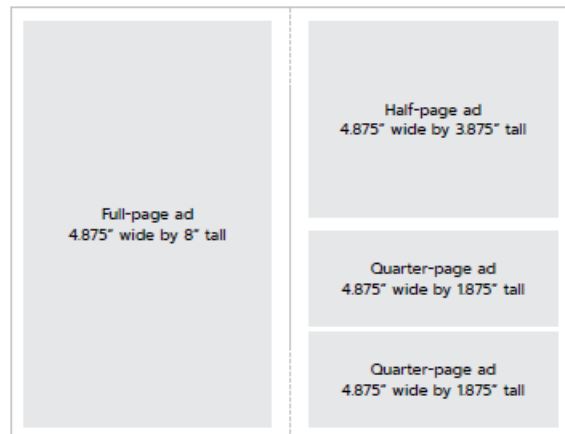 Full-page ad
4.875” wide by 8” tall
Half-page ad
4.875” wide by 3.875” tall
Quarter-page ad
4.875” wide by 1.875” tall
Quarter-page ad
4.875” wide by 1.875” tall